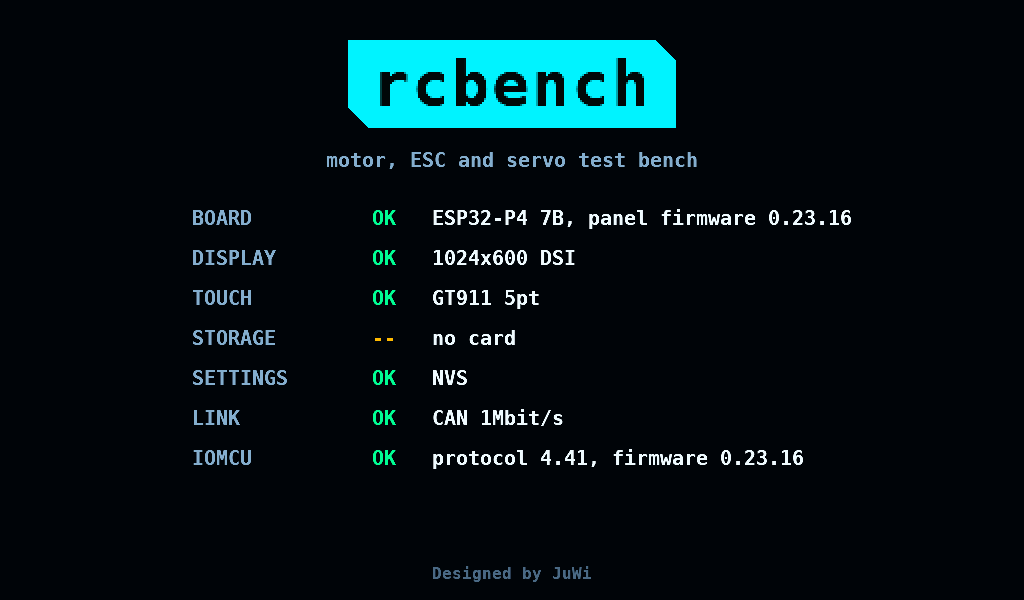 rcbench
motor, ESC and servo test bench
BOARD OK ESP32-P4 7B, panel firmware 0.23.16
DISPLAY OK 1024x600 DSI
TOUCH OK GT911 5pt
STORAGE -- no card
SETTINGS OK NVS
LINK OK CAN 1Mbit/s
IOMCU OK protocol 4.41, firmware 0.23.16
Designed by JuWi